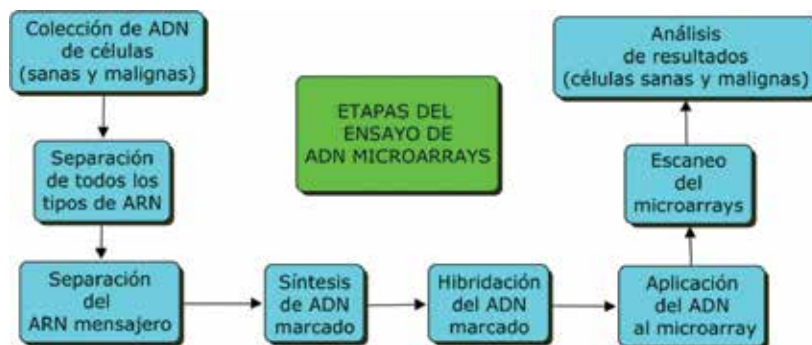 Colección de ADN
de células
(sanas y malignas)
Separación
de todos los
tipos de ARN
Separación
del
ARN mensajero
Síntesis
de ADN
marcado
Hibridación
del ADN
marcado
Aplicación
del ADN
al microarray
Escaneo
del
microarrays
Análisis
de resultados
(células sanas y malignas)
ETAPAS DEL
ENSAYO DE
ADN MICROARRAYS